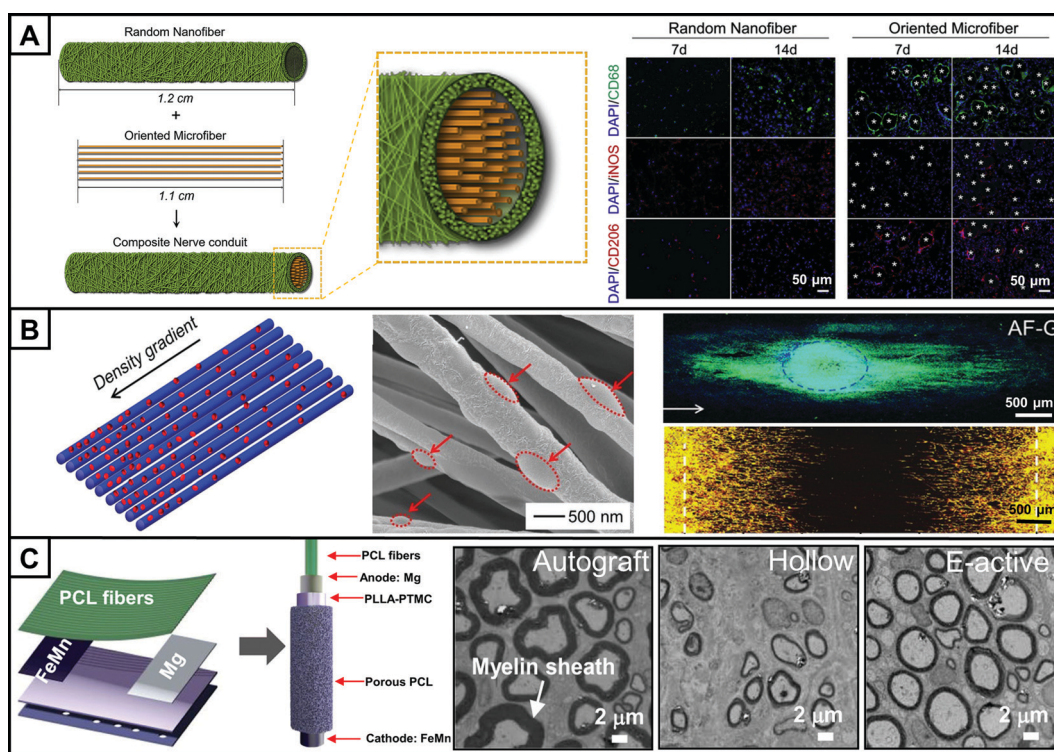 A
Random Nanofiber
1.2 cm
+
Oriented Microfiber
1.1 cm
Composite Nerve conduit
Random Nanofiber
7d 14d
Oriented Microfiber
7d 14d
DAPI/CD68
DAPI/iNOS
DAPI/CD206
50 μm
50 μm
B
Density gradient
500 nm
AF-G
500 μm
500 μm
C
PCL fibers
FeMn
Mg
PCL fibers
Anode: Mg
PLLA-PTMC
Porous PCL
Cathode: FeMn
Autograft
Myelin sheath
2 μm
Hollow
2 μm
E-active
2 μm